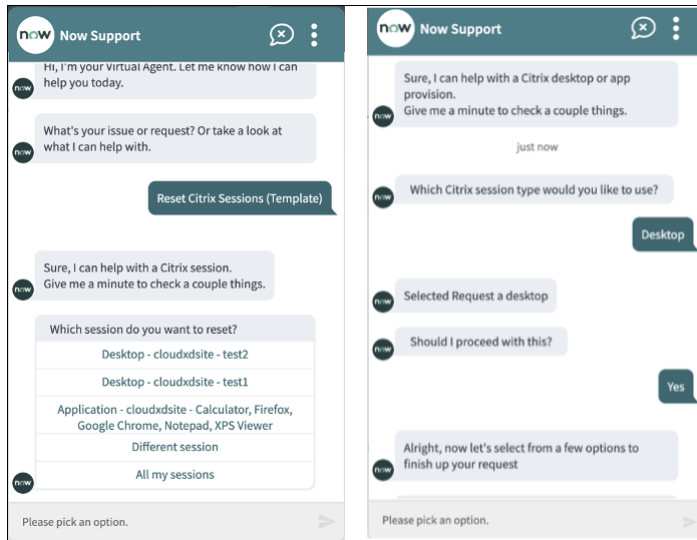 now Now Support
Hi, I'm your Virtual Agent. Let me know how I can
help you today.
now
What's your issue or request? Or take a look at
what I can help with.
now
Reset Citrix Sessions (Template)
Sure, I can help with a Citrix session.
Give me a minute to check a couple things.
now
Which session do you want to reset?
Desktop - cloudxdsite - test2
Desktop - cloudxdsite - test1
Application - cloudxdsite - Calculator, Firefox,
Google Chrome, Notepad, XPS Viewer
Different session
All my sessions
now
Please pick an option.
now Now Support
Sure, I can help with a Citrix desktop or app
provision.
Give me a minute to check a couple things.
now
just now
Which Citrix session type would you like to use?
now
Desktop
Selected Request a desktop
now
Should I proceed with this?
now
Yes
Alright, now let's select from a few options to
finish up your request
now
Please pick an option.